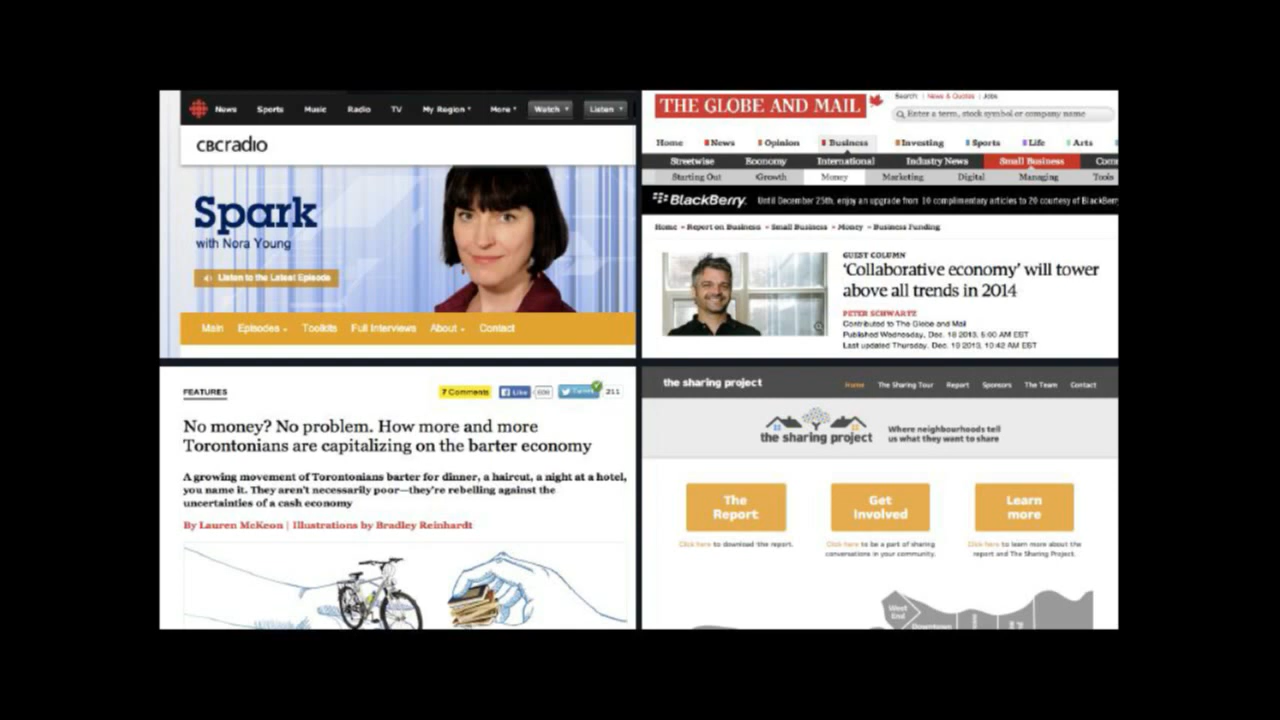 News Sports Music Radio TV My Region More Watch Listen
cbcradio
Spark
with Nora Young
Listen to the Latest Episode
Main Episodes Toolkits Full Interviews About Contact
THE GLOBE AND MAIL
Search | News & Quotes | Jobs
Enter a term, stock symbol or company name
Home News Opinion Business Investing Sports Life Arts
Streetwise Economy International Industry News Small Business Com
Starting Out Growth Money Marketing Digital Managing Tools
BlackBerry. Until December 25th, enjoy an upgrade from 10 complimentary articles to 20 courtesy of BlackBerry
Home » Report on Business » Small Business » Money » Business Funding
GUEST COLUMN
'Collaborative economy' will tower
above all trends in 2014
PETER SCHWARTZ
Contributed to The Globe and Mail
Published Wednesday, Dec. 18 2013, 5:00 AM EST
Last updated Thursday, Dec. 19 2013, 10:42 AM EST
FEATURES
7 Comments Like Tweet 211
No money? No problem. How more and more
Torontonians are capitalizing on the barter economy
A growing movement of Torontonians barter for dinner, a haircut, a night at a hotel,
you name it. They aren't necessarily poor—they're rebelling against the
uncertainties of a cash economy
By Lauren McKeon | Illustrations by Bradley Reinhardt
the sharing project
Home The Sharing Tour Report Sponsors The Team Contact
the sharing project
Where neighbourhoods tell
us what they want to share
The
Report
Get
Involved
Learn
more
Click here to download the report.
Click here to be a part of sharing
conversations in your community.
Click here to learn more about the
report and The Sharing Project.
West
End
Downtown